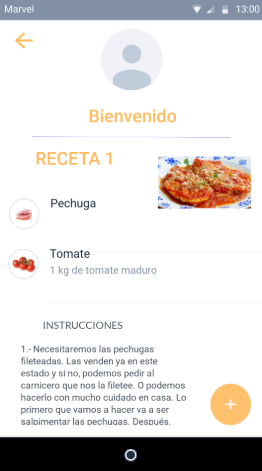 Marvel 13:00
Bienvenido
RECETA 1
Pechuga
Tomate
1 kg de tomate maduro
INSTRUCCIONES
1.- Necesitaremos las pechugas
fileteadas. Las venden ya en este
estado y si no, podemos pedir al
carnicero que nos la filetee. O podemos
hacerlo con mucho cuidado en casa. Lo
primero que vamos a hacer va a ser
salpimentar las pechugas. Después,